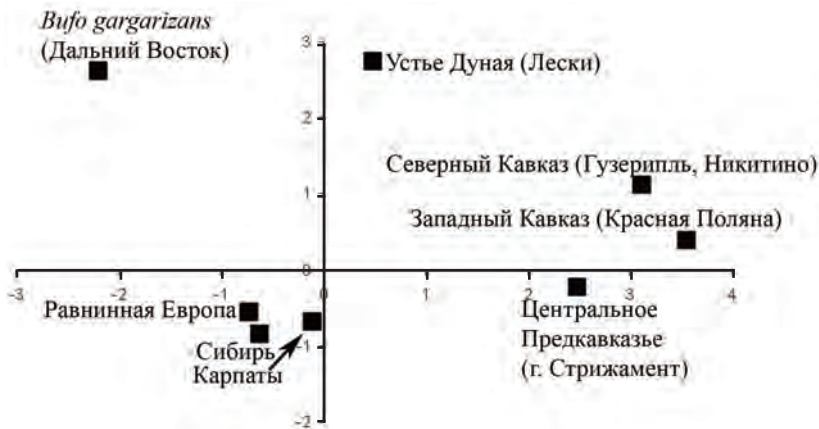 Bufo gargarizans
(Дальний Восток)
3
Устье Дуная (Лески)
2
Северный Кавказ (Гузерипль, Никитино)
1
Западный Кавказ (Красная Поляна)
0
-3
-2
-1
0
1
2
3
4
Равнинная Европа
Сибирь
Карпаты
-1
Центральное
Предкавказье
(г. Стрижамент)
-2